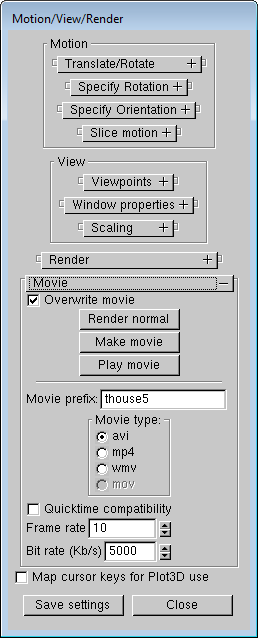 Motion/View/Render
Motion
Translate/Rotate +
Specify Rotation +
Specify Orientation +
Slice motion +
View
Viewpoints +
Window properties +
Scaling +
Render +
Movie −
Overwrite movie
Render normal
Make movie
Play movie
Movie prefix: thouse5
Movie type:
avi
mp4
wmv
mov
Quicktime compatibility
Frame rate 10
Bit rate (Kb/s) 5000
Map cursor keys for Plot3D use
Save settings Close